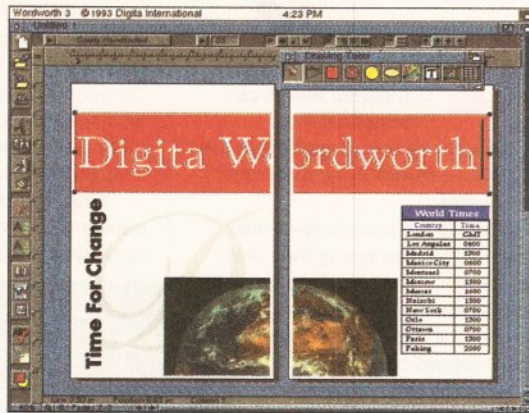 Wordworth 3 ©1993 Digita International 4:23 PM
Untitled 1
Drawing Tools
Digita Wordworth
Time For Change
World Times
Country Time
London GMT
Los Angeles 0400
Madrid 1300
Mexico City 0600
Montreal 0700
Moscow 1500
Muscat 1600
Nairobi 1500
New York 0700
Oslo 1300
Ottawa 0700
Paris 1300
Peking 2000